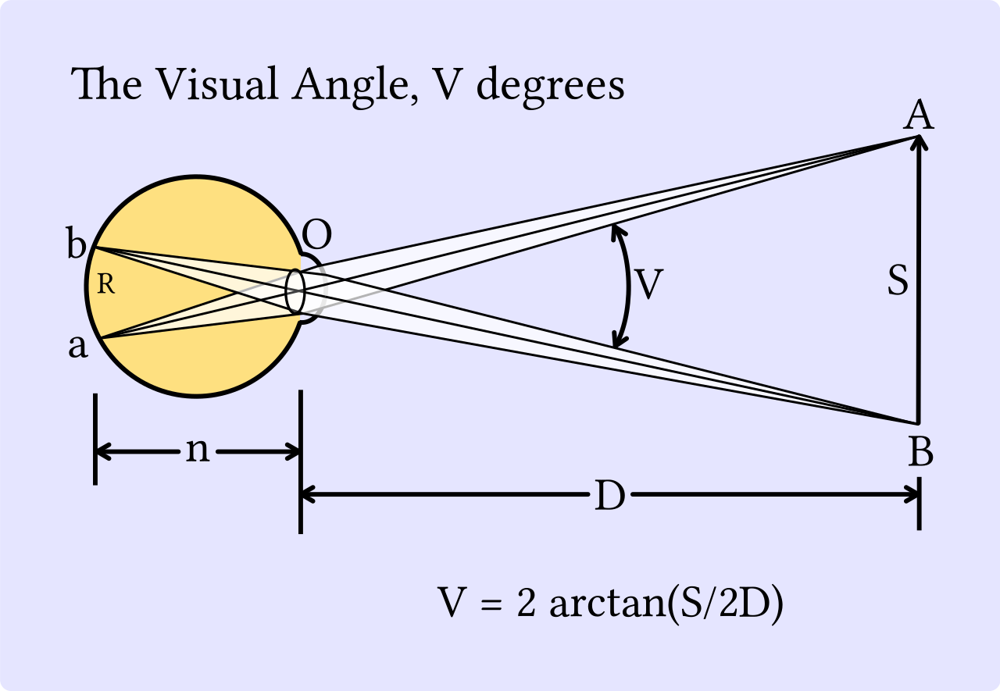 The Visual Angle, V degrees
A
b
O
R
V
S
a
n
B
D
V = 2 arctan(S/2D)